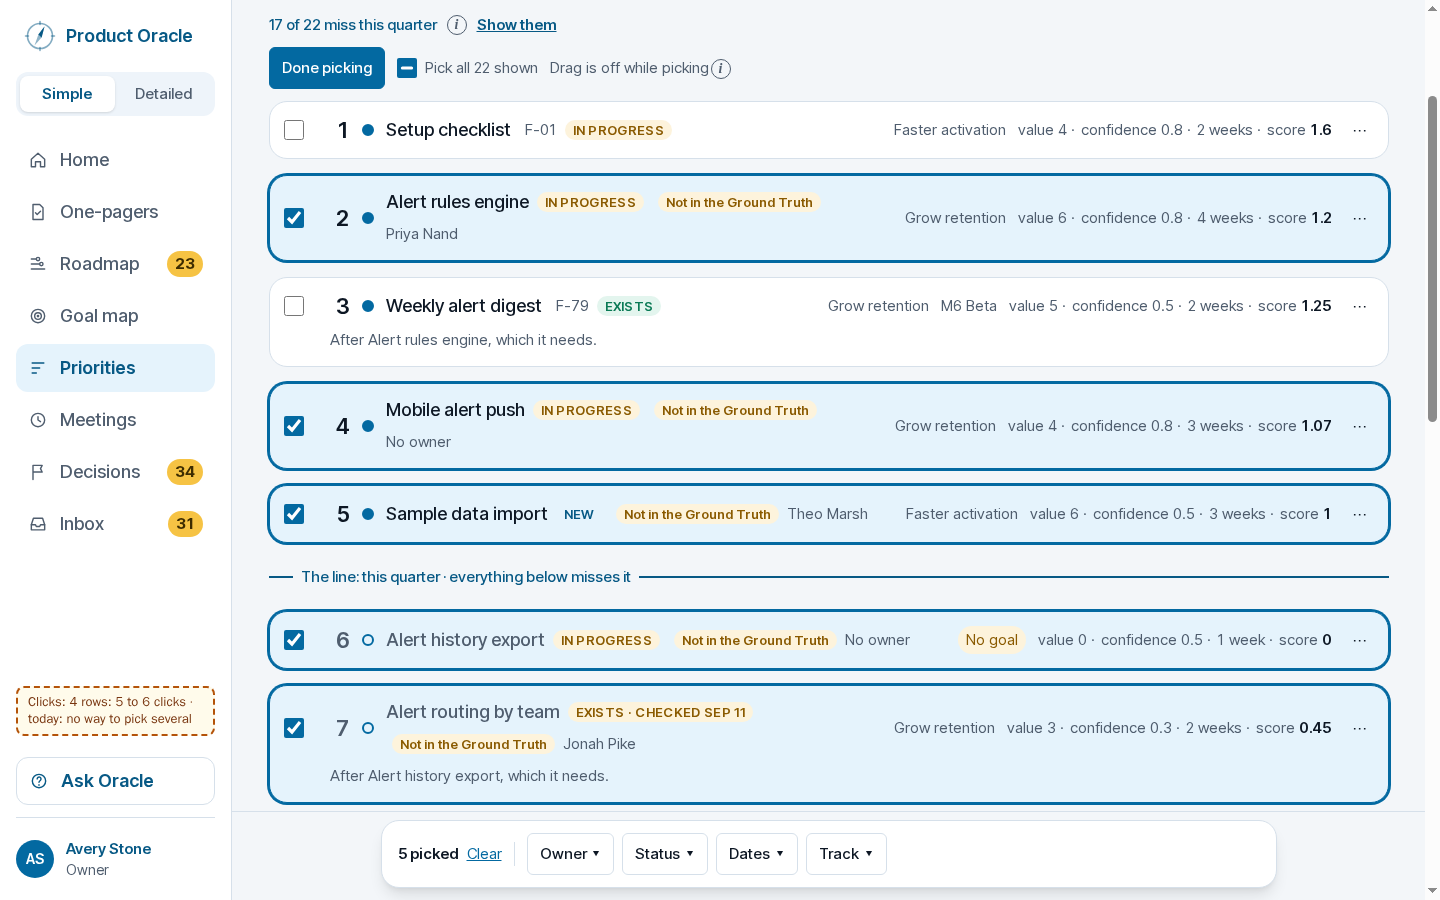 Product Oracle
Simple Detailed
Home
One-pagers
Roadmap 23
Goal map
Priorities
Meetings
Decisions 34
Inbox 31
Clicks: 4 rows: 5 to 6 clicks ·
today: no way to pick several
Ask Oracle
AS Avery Stone
Owner
17 of 22 miss this quarter i Show them
Done picking Pick all 22 shown Drag is off while picking i
1 Setup checklist F-01 IN PROGRESS Faster activation value 4 · confidence 0.8 · 2 weeks · score 1.6 ···
2 Alert rules engine IN PROGRESS Not in the Ground Truth
Priya Nand
Grow retention value 6 · confidence 0.8 · 4 weeks · score 1.2 ···
3 Weekly alert digest F-79 EXISTS Grow retention M6 Beta value 5 · confidence 0.5 · 2 weeks · score 1.25 ···
After Alert rules engine, which it needs.
4 Mobile alert push IN PROGRESS Not in the Ground Truth
No owner
Grow retention value 4 · confidence 0.8 · 3 weeks · score 1.07 ···
5 Sample data import NEW Not in the Ground Truth Theo Marsh Faster activation value 6 · confidence 0.5 · 3 weeks · score 1 ···
The line: this quarter · everything below misses it
6 Alert history export IN PROGRESS Not in the Ground Truth No owner No goal value 0 · confidence 0.5 · 1 week · score 0 ···
7 Alert routing by team EXISTS · CHECKED SEP 11
Not in the Ground Truth Jonah Pike
Grow retention value 3 · confidence 0.3 · 2 weeks · score 0.45 ···
After Alert history export, which it needs.
5 picked Clear Owner ▾ Status ▾ Dates ▾ Track ▾